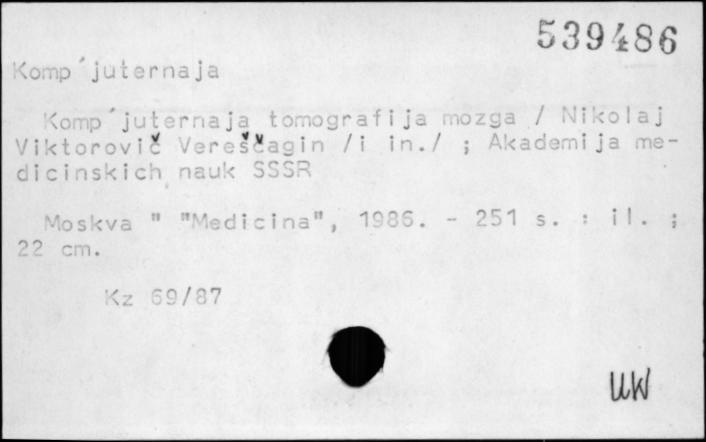 539486
Komp´juternaja
Komp´juternaja tomografija mozga / Nikolaj
Viktorovič Vereščagin /i in./ ; Akademija me-
dicinskich nauk SSSR
Moskva " "Medicina", 1986. - 251 s. : il. ;
22 cm.
Kz 69/87
UW